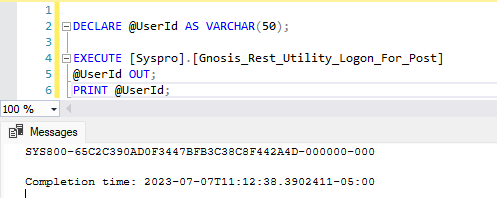 1
2 DECLARE @UserId AS VARCHAR(50);
3
4 EXECUTE [Syspro].[Gnosis_Rest_Utility_Logon_For_Post]
5 @UserId OUT;
6 PRINT @UserId;
100 %
Messages
SYS800-65C2C390AD0F3447BFB3C38C8F442A4D-000000-000
Completion time: 2023-07-07T11:12:38.3902411-05:00